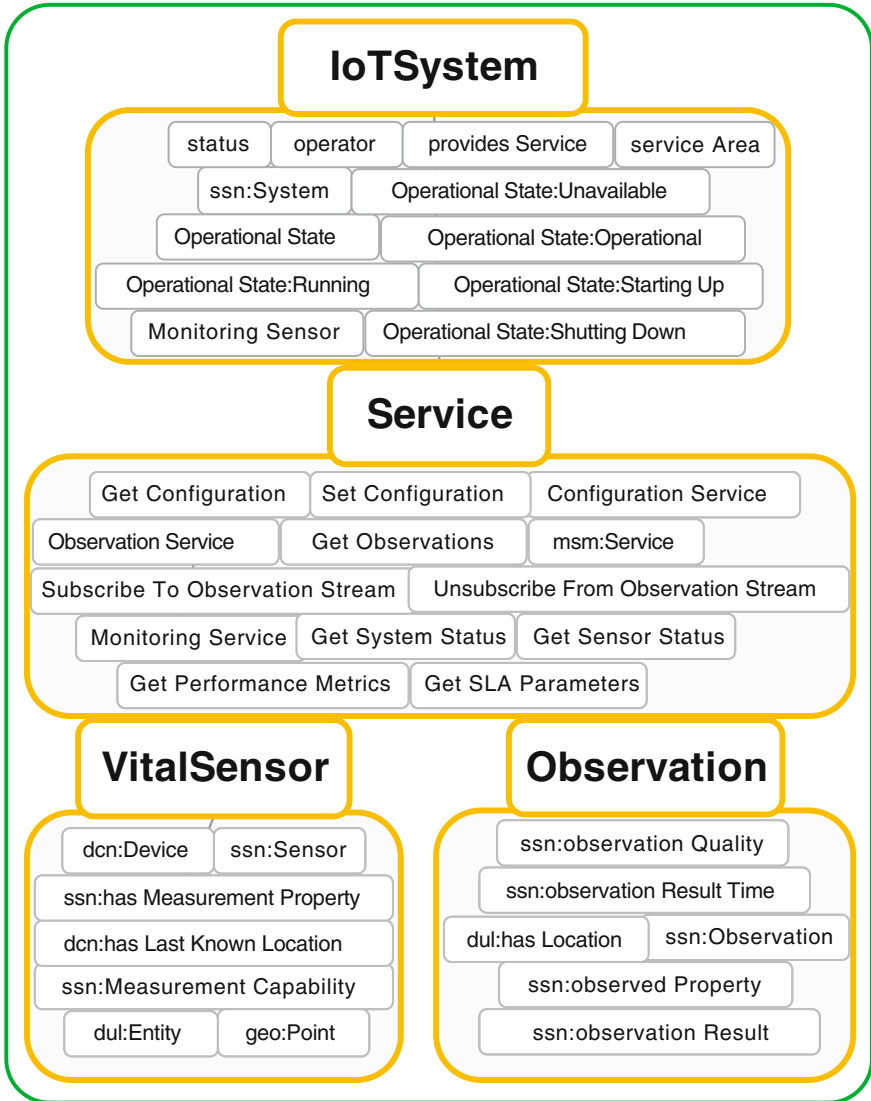 IoTSystem
status operator provides Service service Area
ssn:System Operational State:Unavailable
Operational State Operational State:Operational
Operational State:Running Operational State:Starting Up
Monitoring Sensor Operational State:Shutting Down
Service
Get Configuration Set Configuration Configuration Service
Observation Service Get Observations msm:Service
Subscribe To Observation Stream Unsubscribe From Observation Stream
Monitoring Service Get System Status Get Sensor Status
Get Performance Metrics Get SLA Parameters
VitalSensor
dcn:Device ssn:Sensor
ssn:has Measurement Property
dcn:has Last Known Location
ssn:Measurement Capability
dul:Entity geo:Point
Observation
ssn:observation Quality
ssn:observation Result Time
dul:has Location ssn:Observation
ssn:observed Property
ssn:observation Result